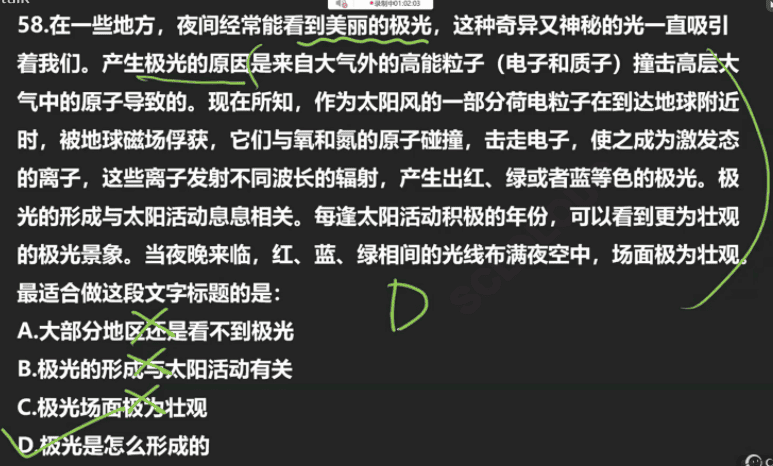 录制中01:02:03
58.在一些地方，夜间经常能看到美丽的极光，这种奇异又神秘的光一直吸引
着我们。产生极光的原因是来自大气外的高能粒子（电子和质子）撞击高层大
气中的原子导致的。现在所知，作为太阳风的一部分荷电粒子在到达地球附近
时，被地球磁场俘获，它们与氧和氮的原子碰撞，击走电子，使之成为激发态
的离子，这些离子发射不同波长的辐射，产生出红、绿或者蓝等色的极光。极
光的形成与太阳活动息息相关。每逢太阳活动积极的年份，可以看到更为壮观
的极光景象。当夜晚来临，红、蓝、绿相间的光线布满夜空中，场面极为壮观。
最适合做这段文字标题的是：
D
A.大部分地区还是看不到极光
B.极光的形成与太阳活动有关
C.极光场面极为壮观
D.极光是怎么形成的